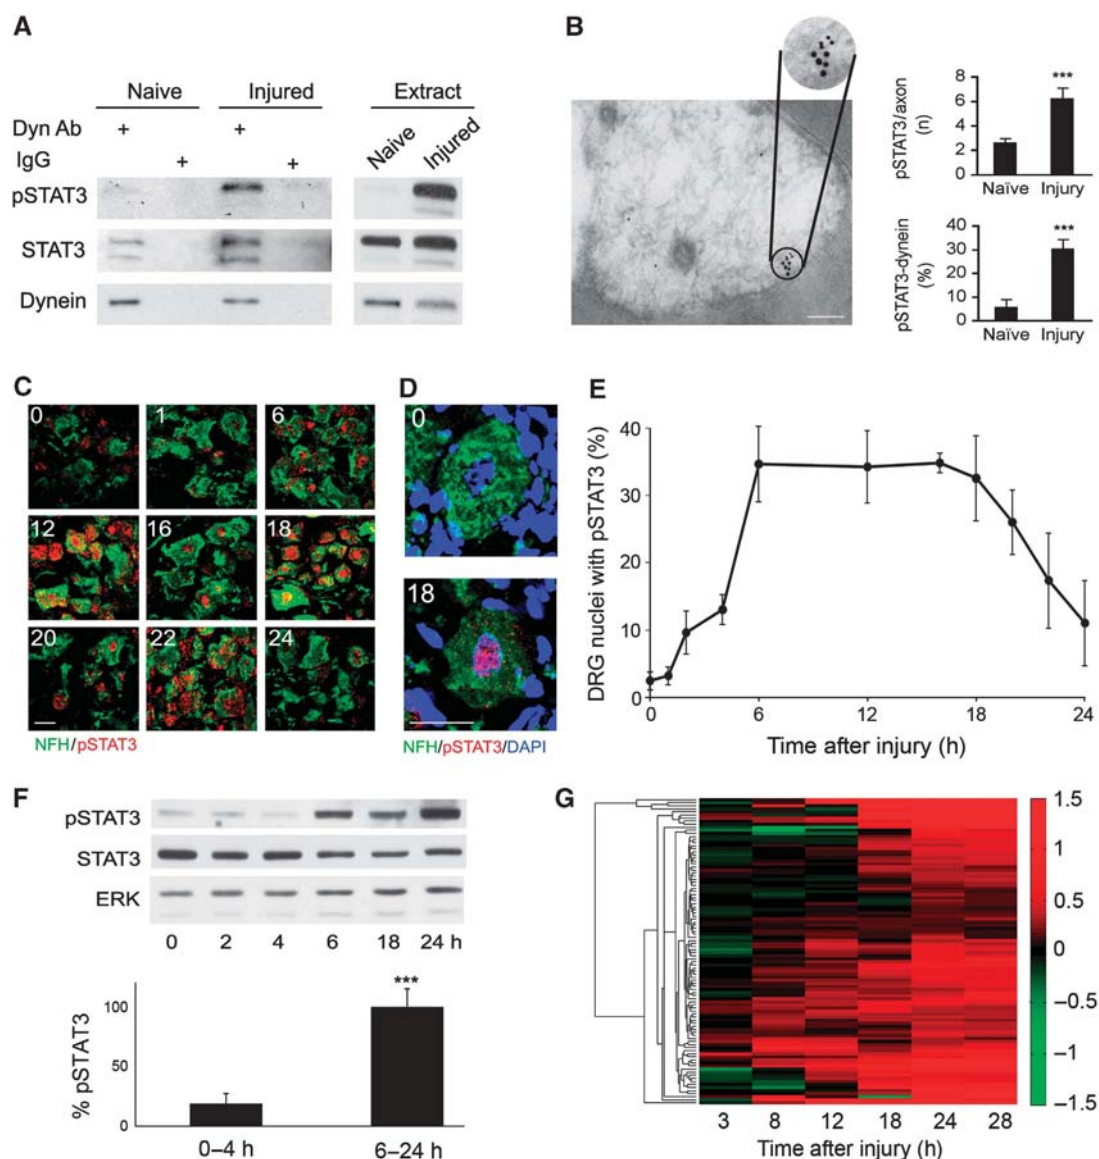 A
Naive Injured Extract
Dyn Ab + +
IgG + +
Naive Injured
pSTAT3
STAT3
Dynein
B
pSTAT3/axon
(n)
8
6
4
2
0
***
Naïve Injury
pSTAT3-dynein
(%)
40
30
20
10
0
***
Naïve Injury
C
0 1 6
12 16 18
20 22 24
NFH/pSTAT3
D
0
18
NFH/pSTAT3/DAPI
E
DRG nuclei with pSTAT3 (%)
40
30
20
10
0
0 6 12 18 24
Time after injury (h)
F
pSTAT3
STAT3
ERK
0 2 4 6 18 24 h
% pSTAT3
100
50
0
***
0–4 h 6–24 h
G
1.5
1
0.5
0
−0.5
−1
−1.5
3 8 12 18 24 28
Time after injury (h)